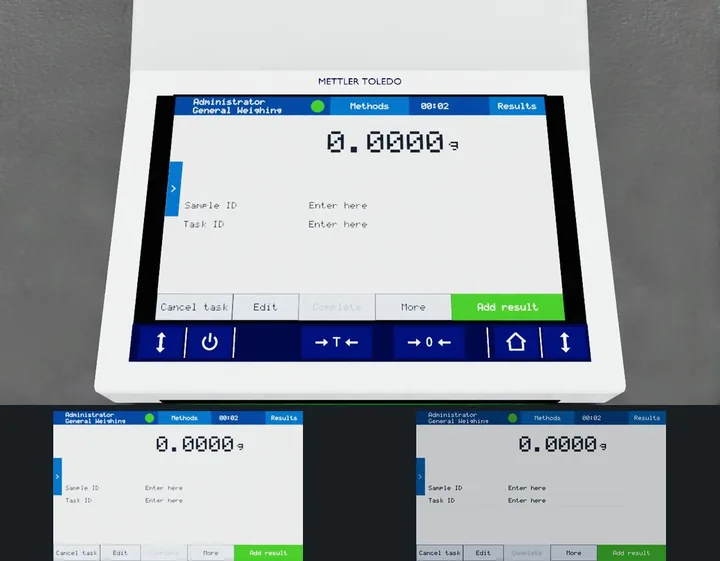 METTLER TOLEDO
Administrator
General Weighing
Methods
00:02
Results
0.0000 g
>
Sample ID Enter here
Task ID Enter here
Cancel task
Edit
Complete
More
Add result
→T←
→0←
Administrator
General Weighing
Methods
00:02
Results
0.0000 g
>
Sample ID Enter here
Task ID Enter here
Cancel task
Edit
Complete
More
Add result
Administrator
General Weighing
Methods
00:02
Results
0.0000 g
>
Sample ID Enter here
Task ID Enter here
Cancel task
Edit
Complete
More
Add result